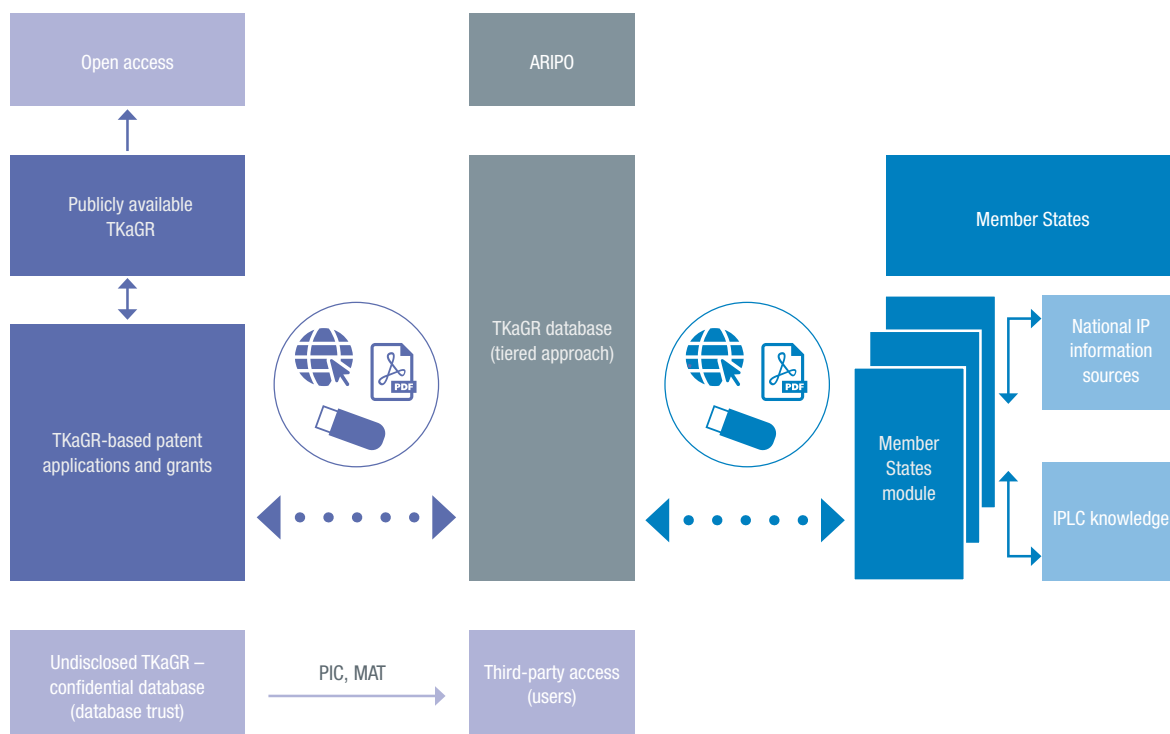 Open access
ARIPO
Publicly available
TKaGR
Member States
TKaGR database
(tiered approach)
PDF
PDF
National IP
information
sources
TKaGR-based patent
applications and grants
Member
States
module
IPLC knowledge
Undisclosed TKaGR –
confidential database
(database trust)
PIC, MAT
Third-party access
(users)